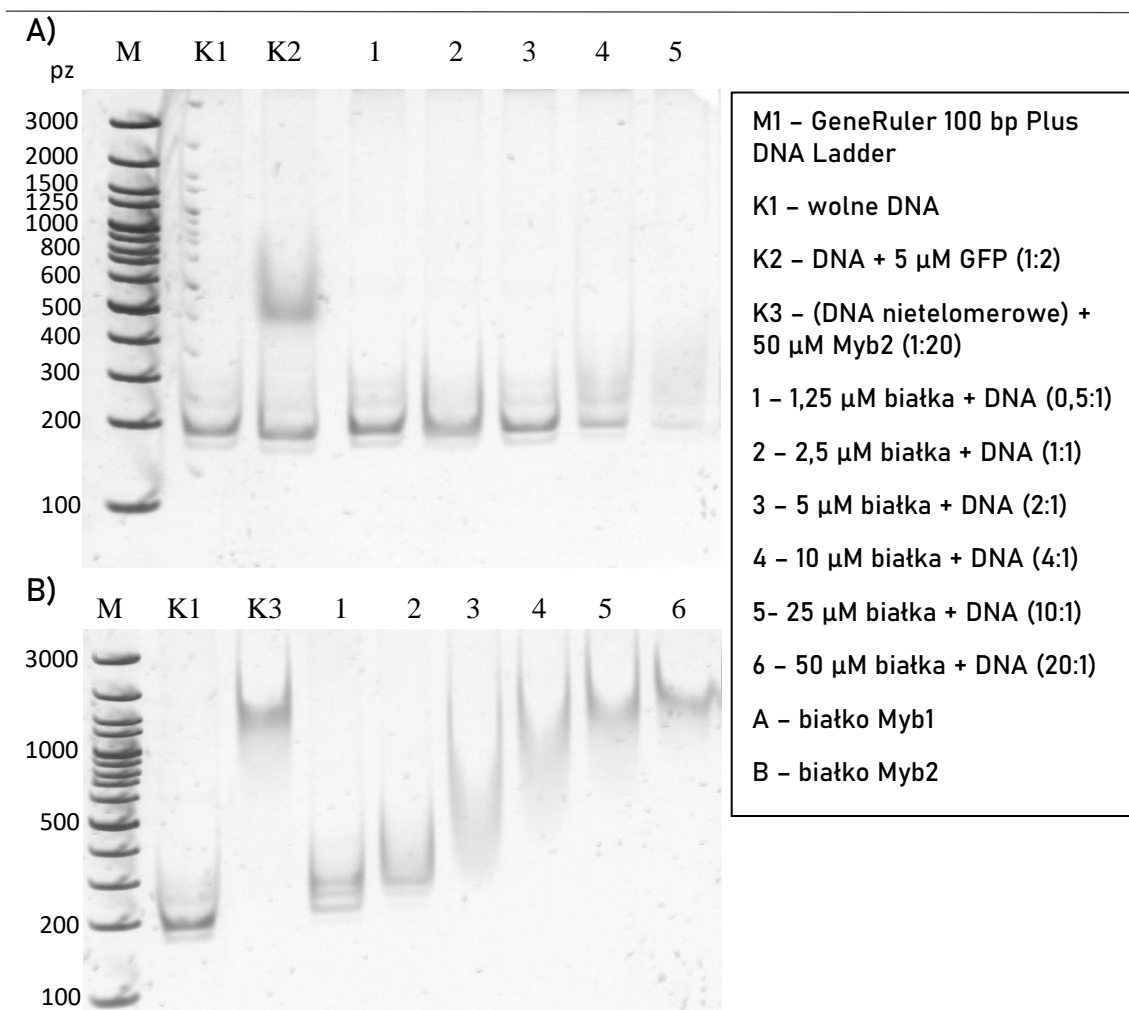 A)
M K1 K2 1 2 3 4 5
pz
3000
2000
1500
1250
1000
800
600
500
400
300
200
100
B)
M K1 K3 1 2 3 4 5 6
3000
1000
500
200
100
M1 – GeneRuler 100 bp Plus
DNA Ladder
K1 – wolne DNA
K2 – DNA + 5 µM GFP (1:2)
K3 – (DNA nietelomerowe) +
50 µM Myb2 (1:20)
1 – 1,25 µM białka + DNA (0,5:1)
2 – 2,5 µM białka + DNA (1:1)
3 – 5 µM białka + DNA (2:1)
4 – 10 µM białka + DNA (4:1)
5- 25 µM białka + DNA (10:1)
6 – 50 µM białka + DNA (20:1)
A – białko Myb1
B – białko Myb2